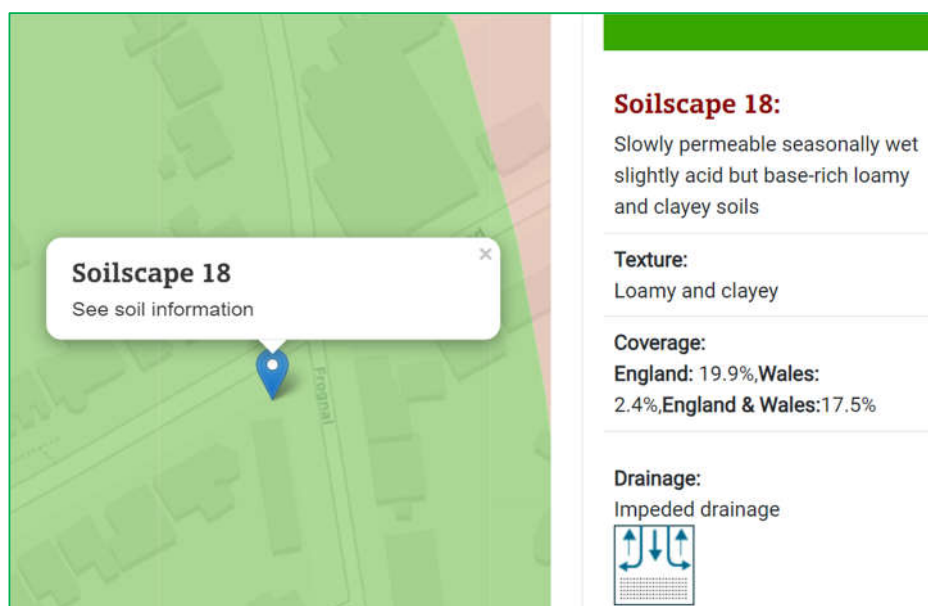 Soilscape 18
×
See soil information
Frognal
Soilscape 18:
Slowly permeable seasonally wet
slightly acid but base-rich loamy
and clayey soils
Texture:
Loamy and clayey
Coverage:
England: 19.9%,Wales:
2.4%,England & Wales:17.5%
Drainage:
Impeded drainage